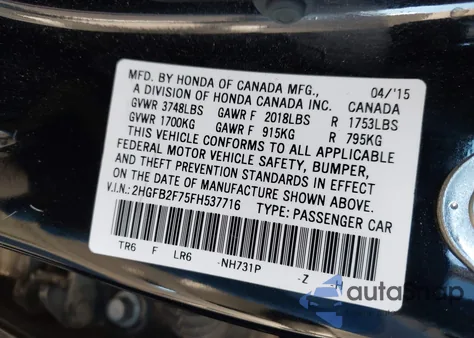 MFD. BY HONDA OF CANADA MFG., 04/'15
A DIVISION OF HONDA CANADA INC. CANADA
GVWR 3748LBS GAWR F 2018LBS R 1753LBS
GVWR 1700KG GAWR F 915KG R 795KG
THIS VEHICLE CONFORMS TO ALL APPLICABLE
FEDERAL MOTOR VEHICLE SAFETY, BUMPER,
AND THEFT PREVENTION STANDARDS IN EFFECT
ON THE DATE OF MANUFACTURE SHOWN ABOVE.
V.I.N.: 2HGFB2F75FH537716 TYPE: PASSENGER CAR
TR6 F LR6 -NH731P -Z H
autaShop